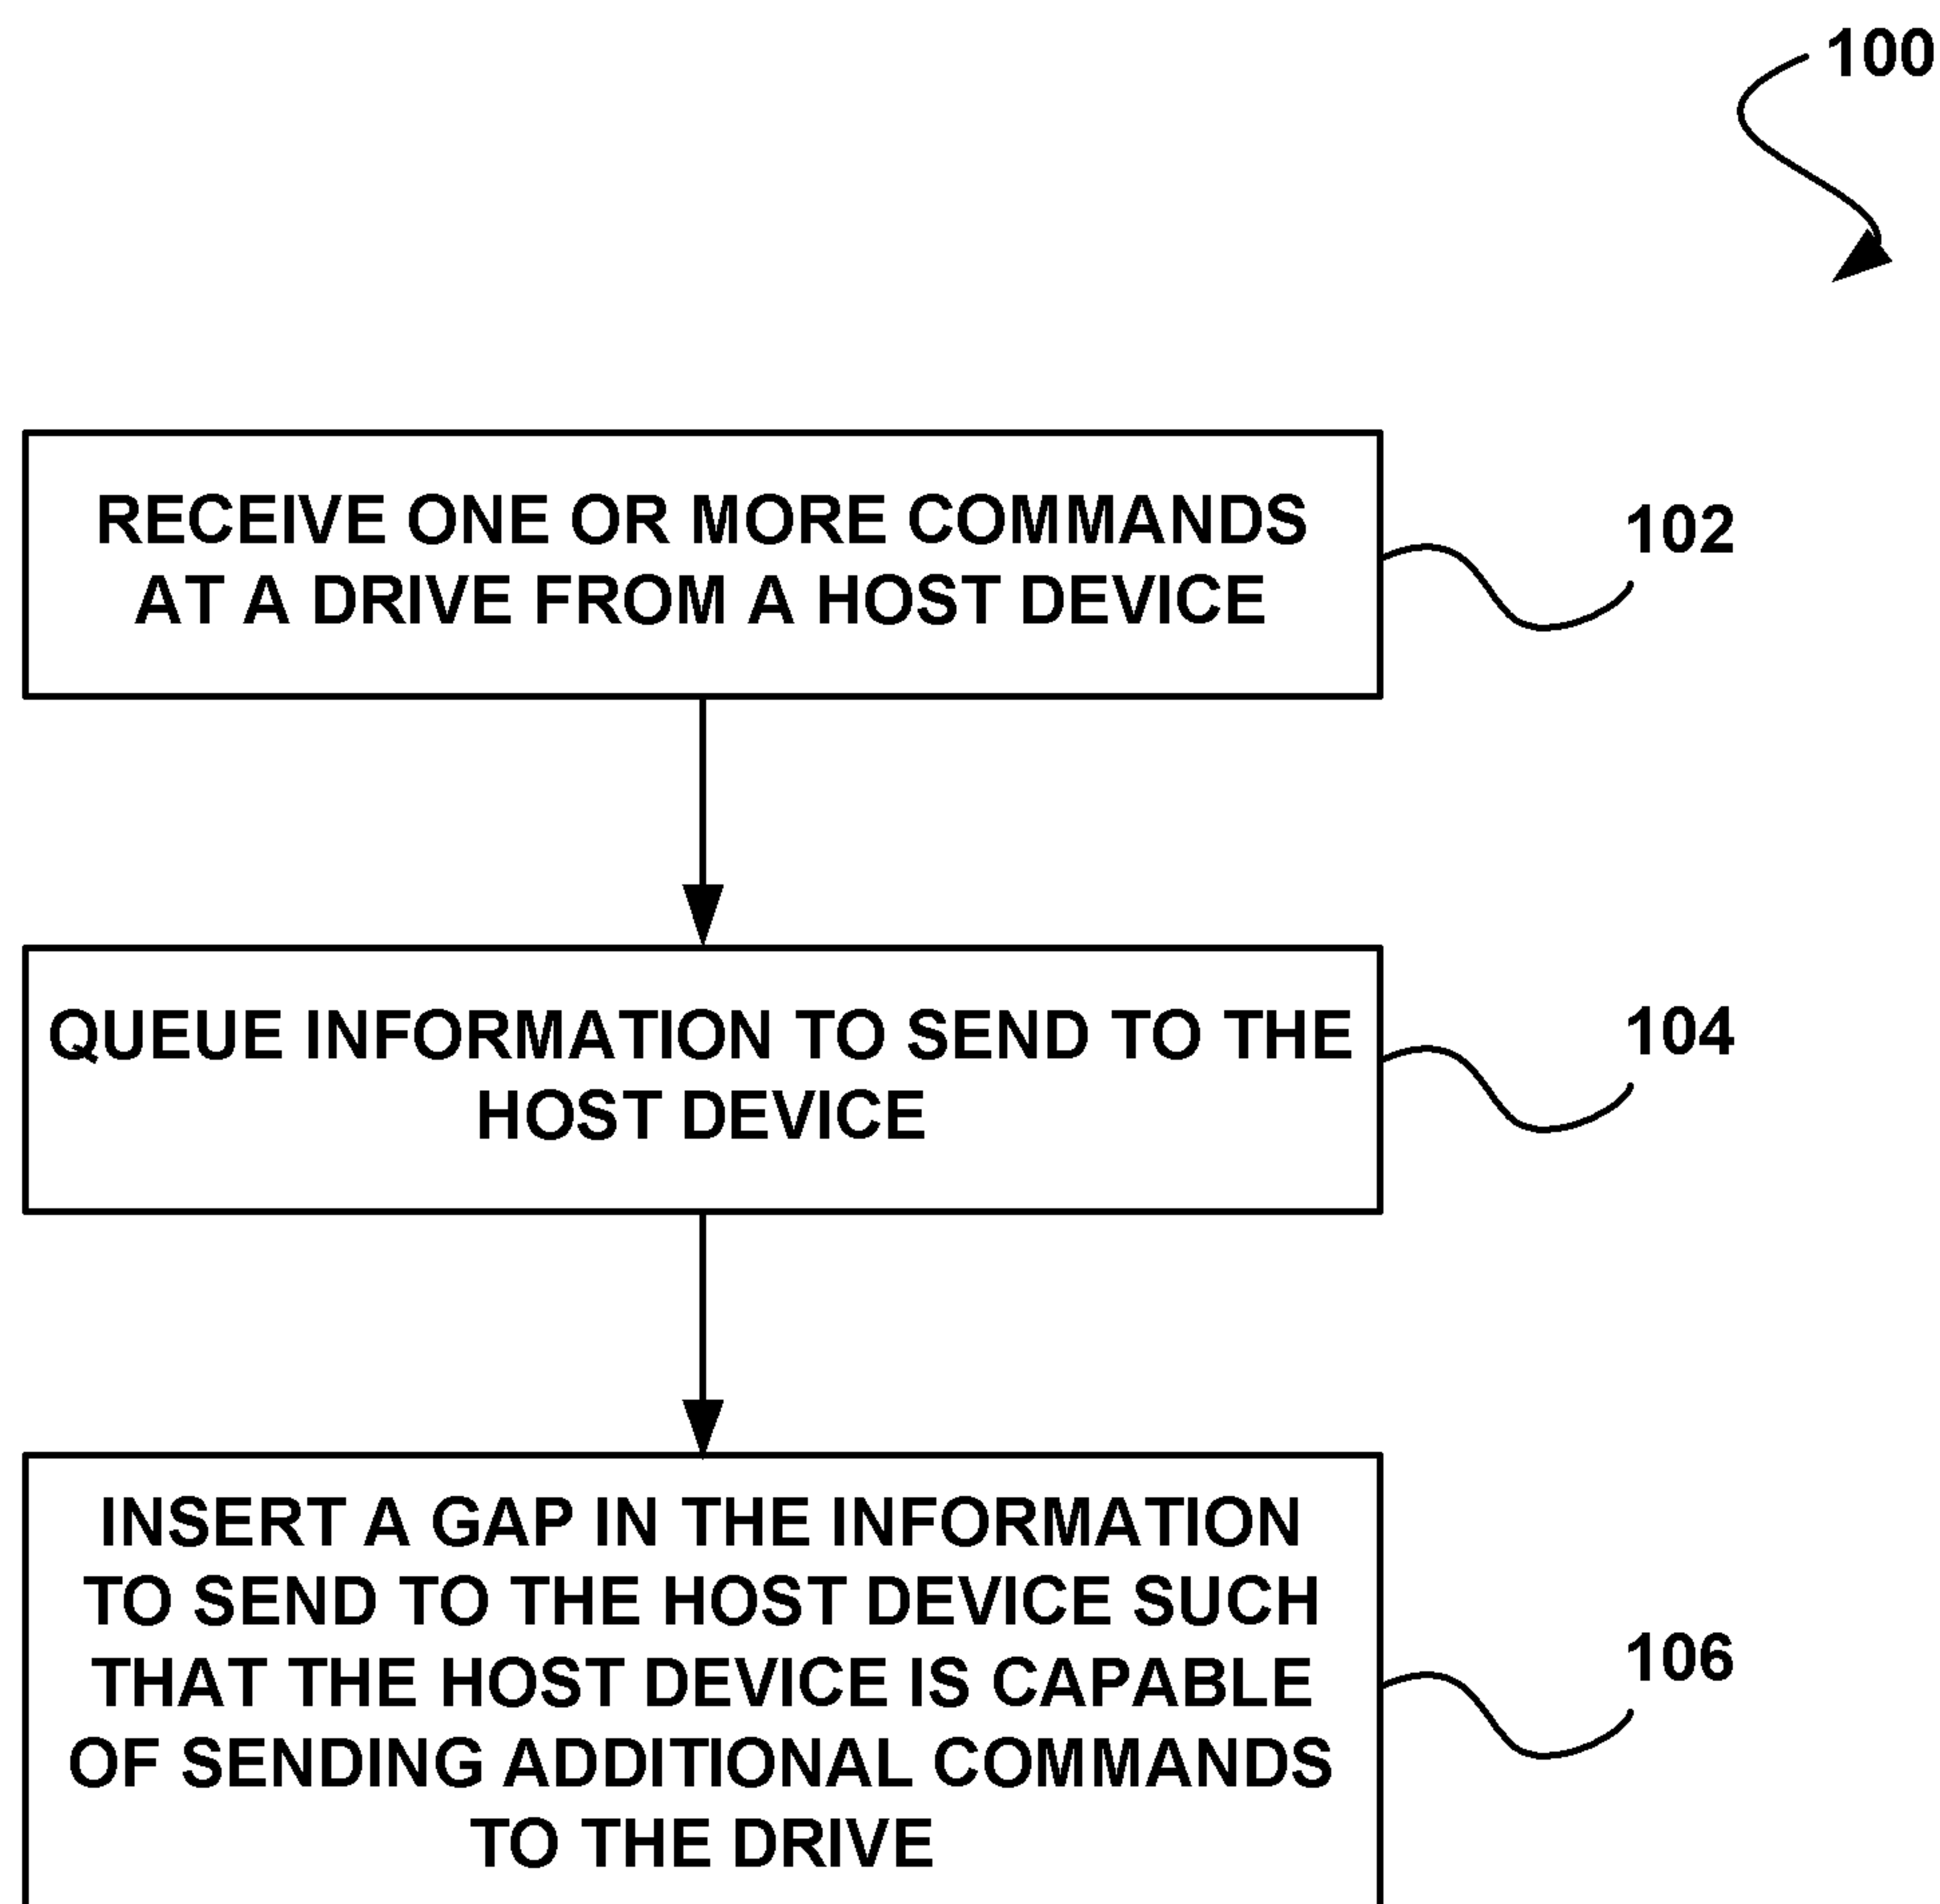 100
RECEIVE ONE OR MORE COMMANDS
AT A DRIVE FROM A HOST DEVICE
102
QUEUE INFORMATION TO SEND TO THE
HOST DEVICE
104
INSERT A GAP IN THE INFORMATION
TO SEND TO THE HOST DEVICE SUCH
THAT THE HOST DEVICE IS CAPABLE
OF SENDING ADDITIONAL COMMANDS
TO THE DRIVE
106